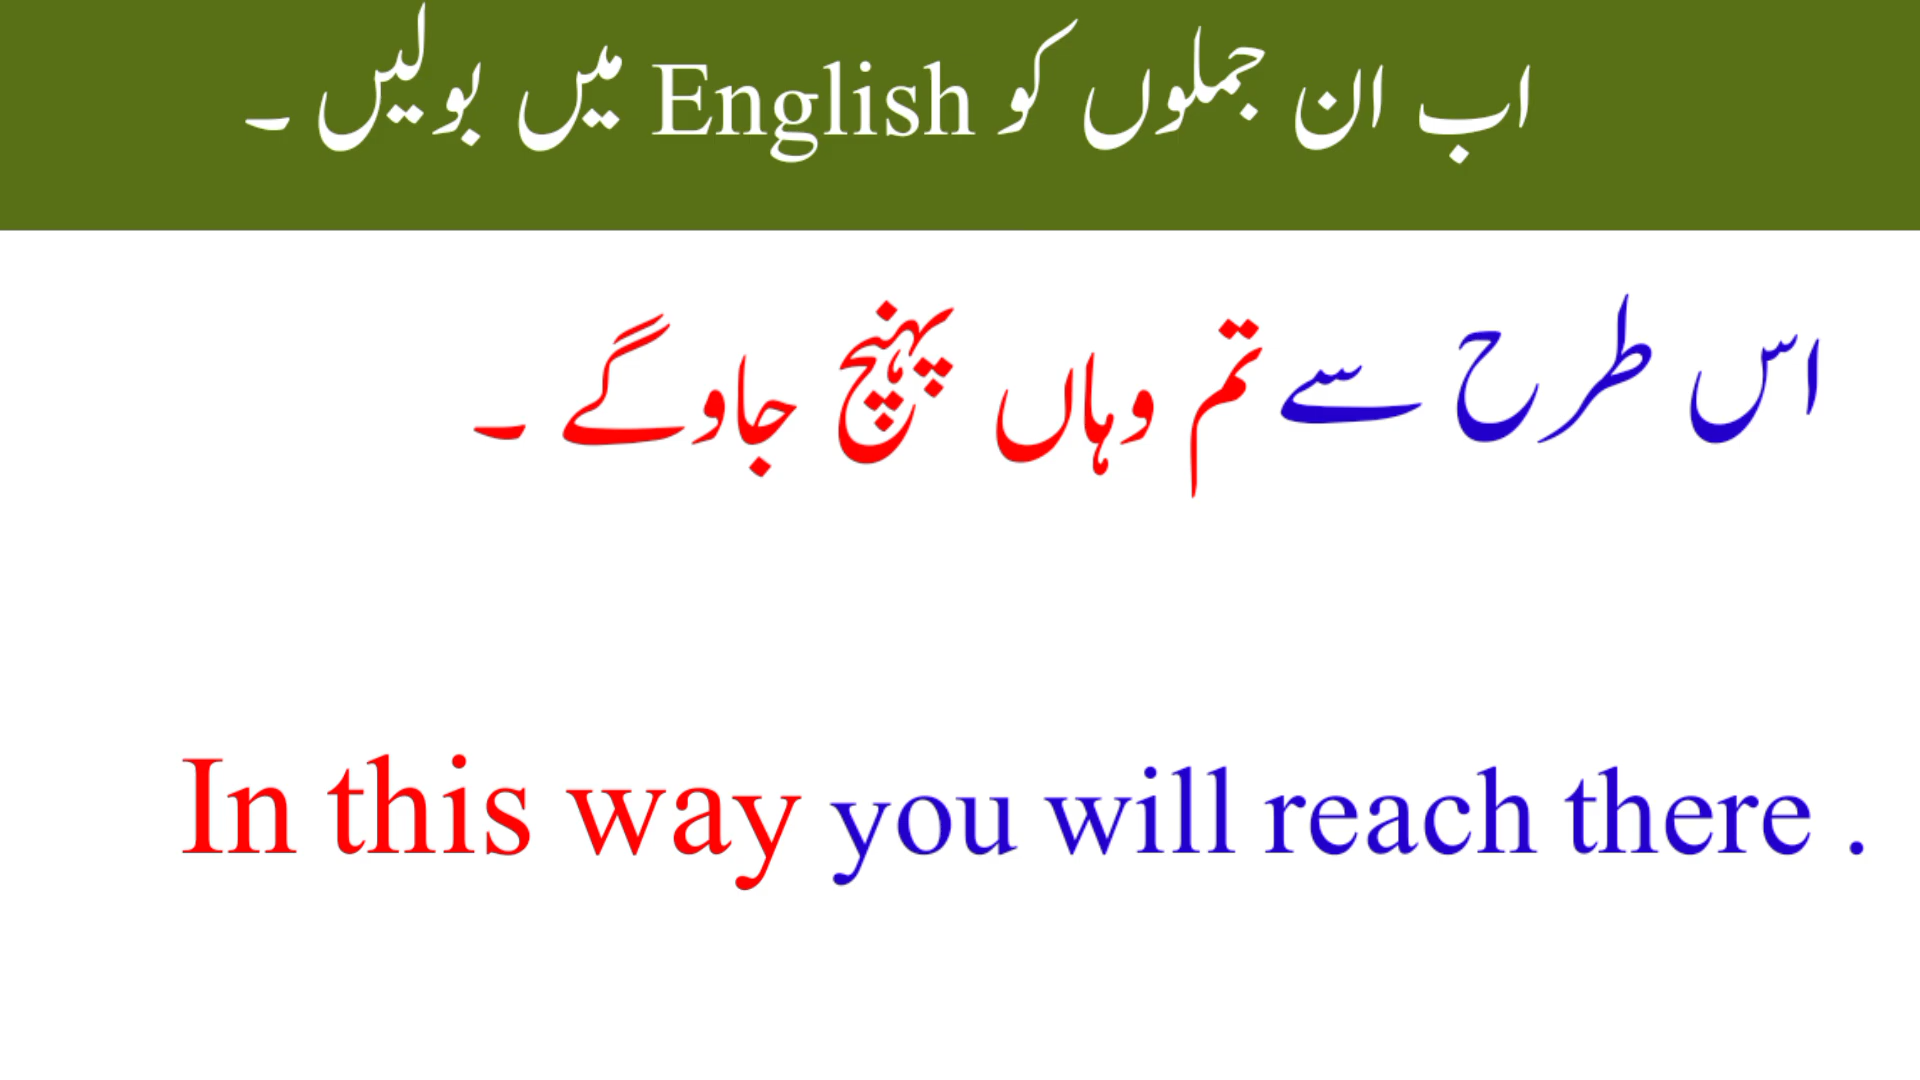 اب ان جملوں کو English میں بولیں ۔
اس طرح سے تم وہاں پہنچ جاوگے ۔
In this way you will reach there .